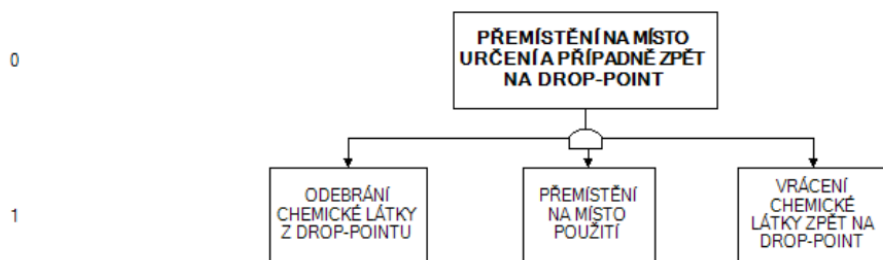 0
PŘEMÍSTĚNÍ NA MÍSTO
URČENÍ A PŘÍPADNĚ ZPĚT
NA DROP-POINT
1
ODEBRÁNÍ
CHEMICKÉ LÁTKY
Z DROP-POINTU
PŘEMÍSTĚNÍ
NA MÍSTO
POUŽITÍ
VRÁCENÍ
CHEMICKÉ
LÁTKY ZPĚT NA
DROP-POINT